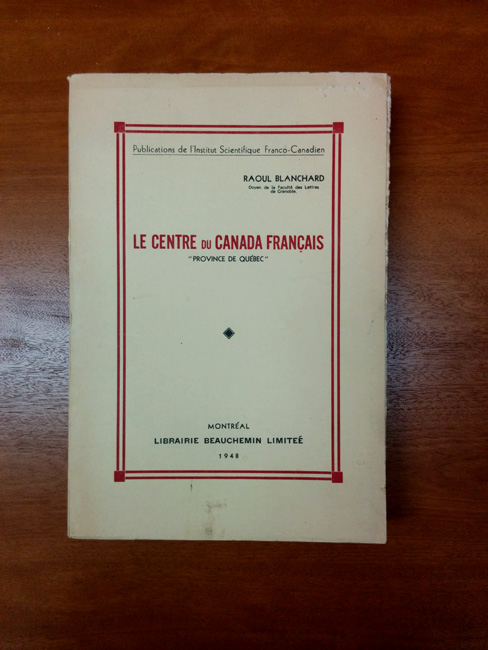 Publications de l'Institut Scientifique Franco-Canadien
RAOUL BLANCHARD
Doyen de la Faculté des Lettres
de Grenoble.
LE CENTRE DU CANADA FRANÇAIS
"PROVINCE DE QUÉBEC"
MONTRÉAL
LIBRAIRIE BEAUCHEMIN LIMITEÉ
1948